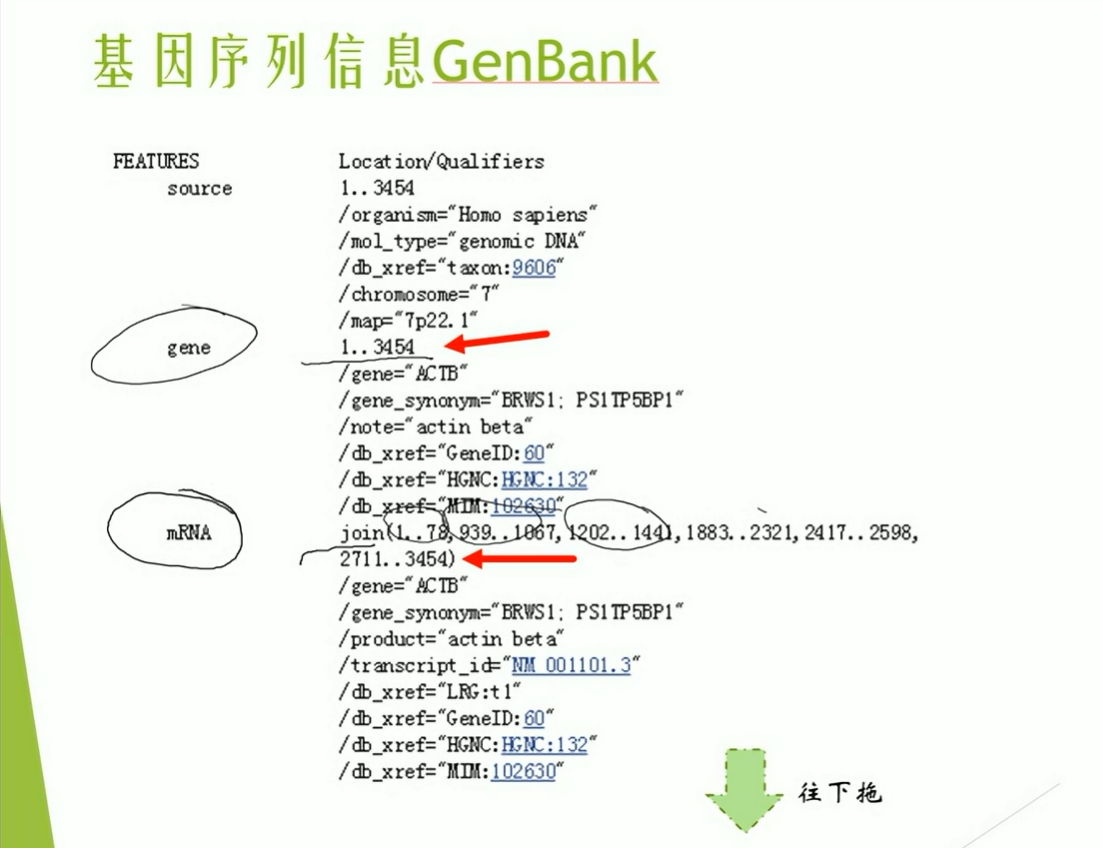 基因序列信息GenBank
FEATURES Location/Qualifiers
source 1..3454
/organism="Homo sapiens"
/mol_type="genomic DNA"
/db_xref="taxon:9606"
/chromosome="7"
/map="7p22.1"
gene 1..3454
/gene="ACTB"
/gene_synonym="BRWS1; PS1TP5BP1"
/note="actin beta"
/db_xref="GeneID:60"
/db_xref="HGNC:HGNC:132"
/db_xref="MIM:102630"
mRNA join(1..78,939..1067,1202..1441,1883..2321,2417..2598,
2711..3454)
/gene="ACTB"
/gene_synonym="BRWS1; PS1TP5BP1"
/product="actin beta"
/transcript_id="NM_001101.3"
/db_xref="LRG:t1"
/db_xref="GeneID:60"
/db_xref="HGNC:HGNC:132"
/db_xref="MIM:102630"
往下拖